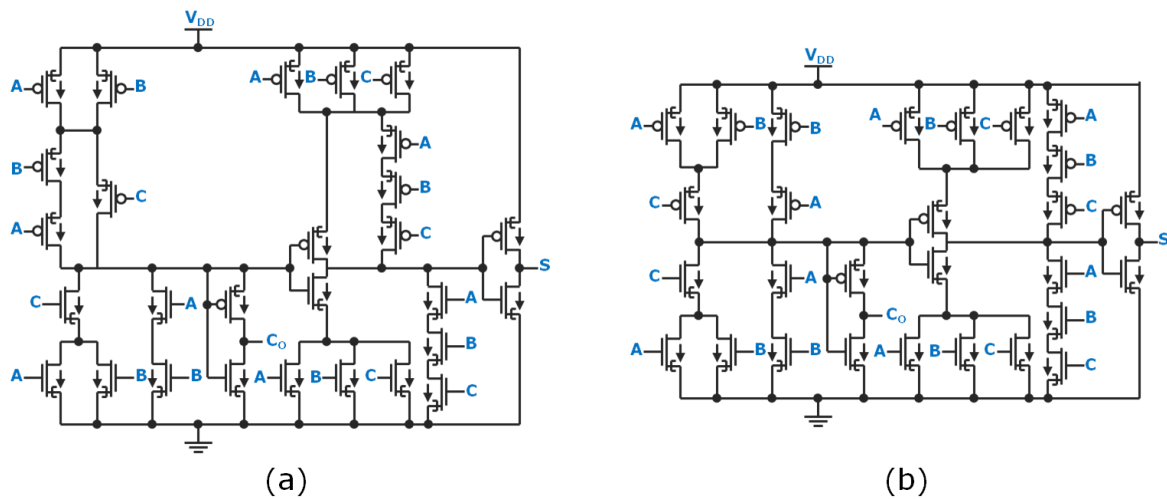 V_DD
A B A B C
B C A
B
A C
S
C A A
C_O B
A B B A B C C
(a)
V_DD
A B B A B C A
B
C A C
S
C A A
C_O B
A B B A B C C
(b)